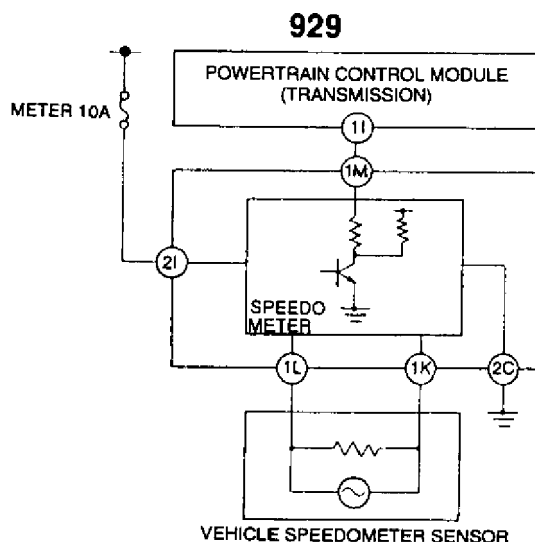 929
POWERTRAIN CONTROL MODULE
(TRANSMISSION)
METER 10A
1I
1M
2I
SPEEDO
METER
1L
1K
2C
VEHICLE SPEEDOMETER SENSOR